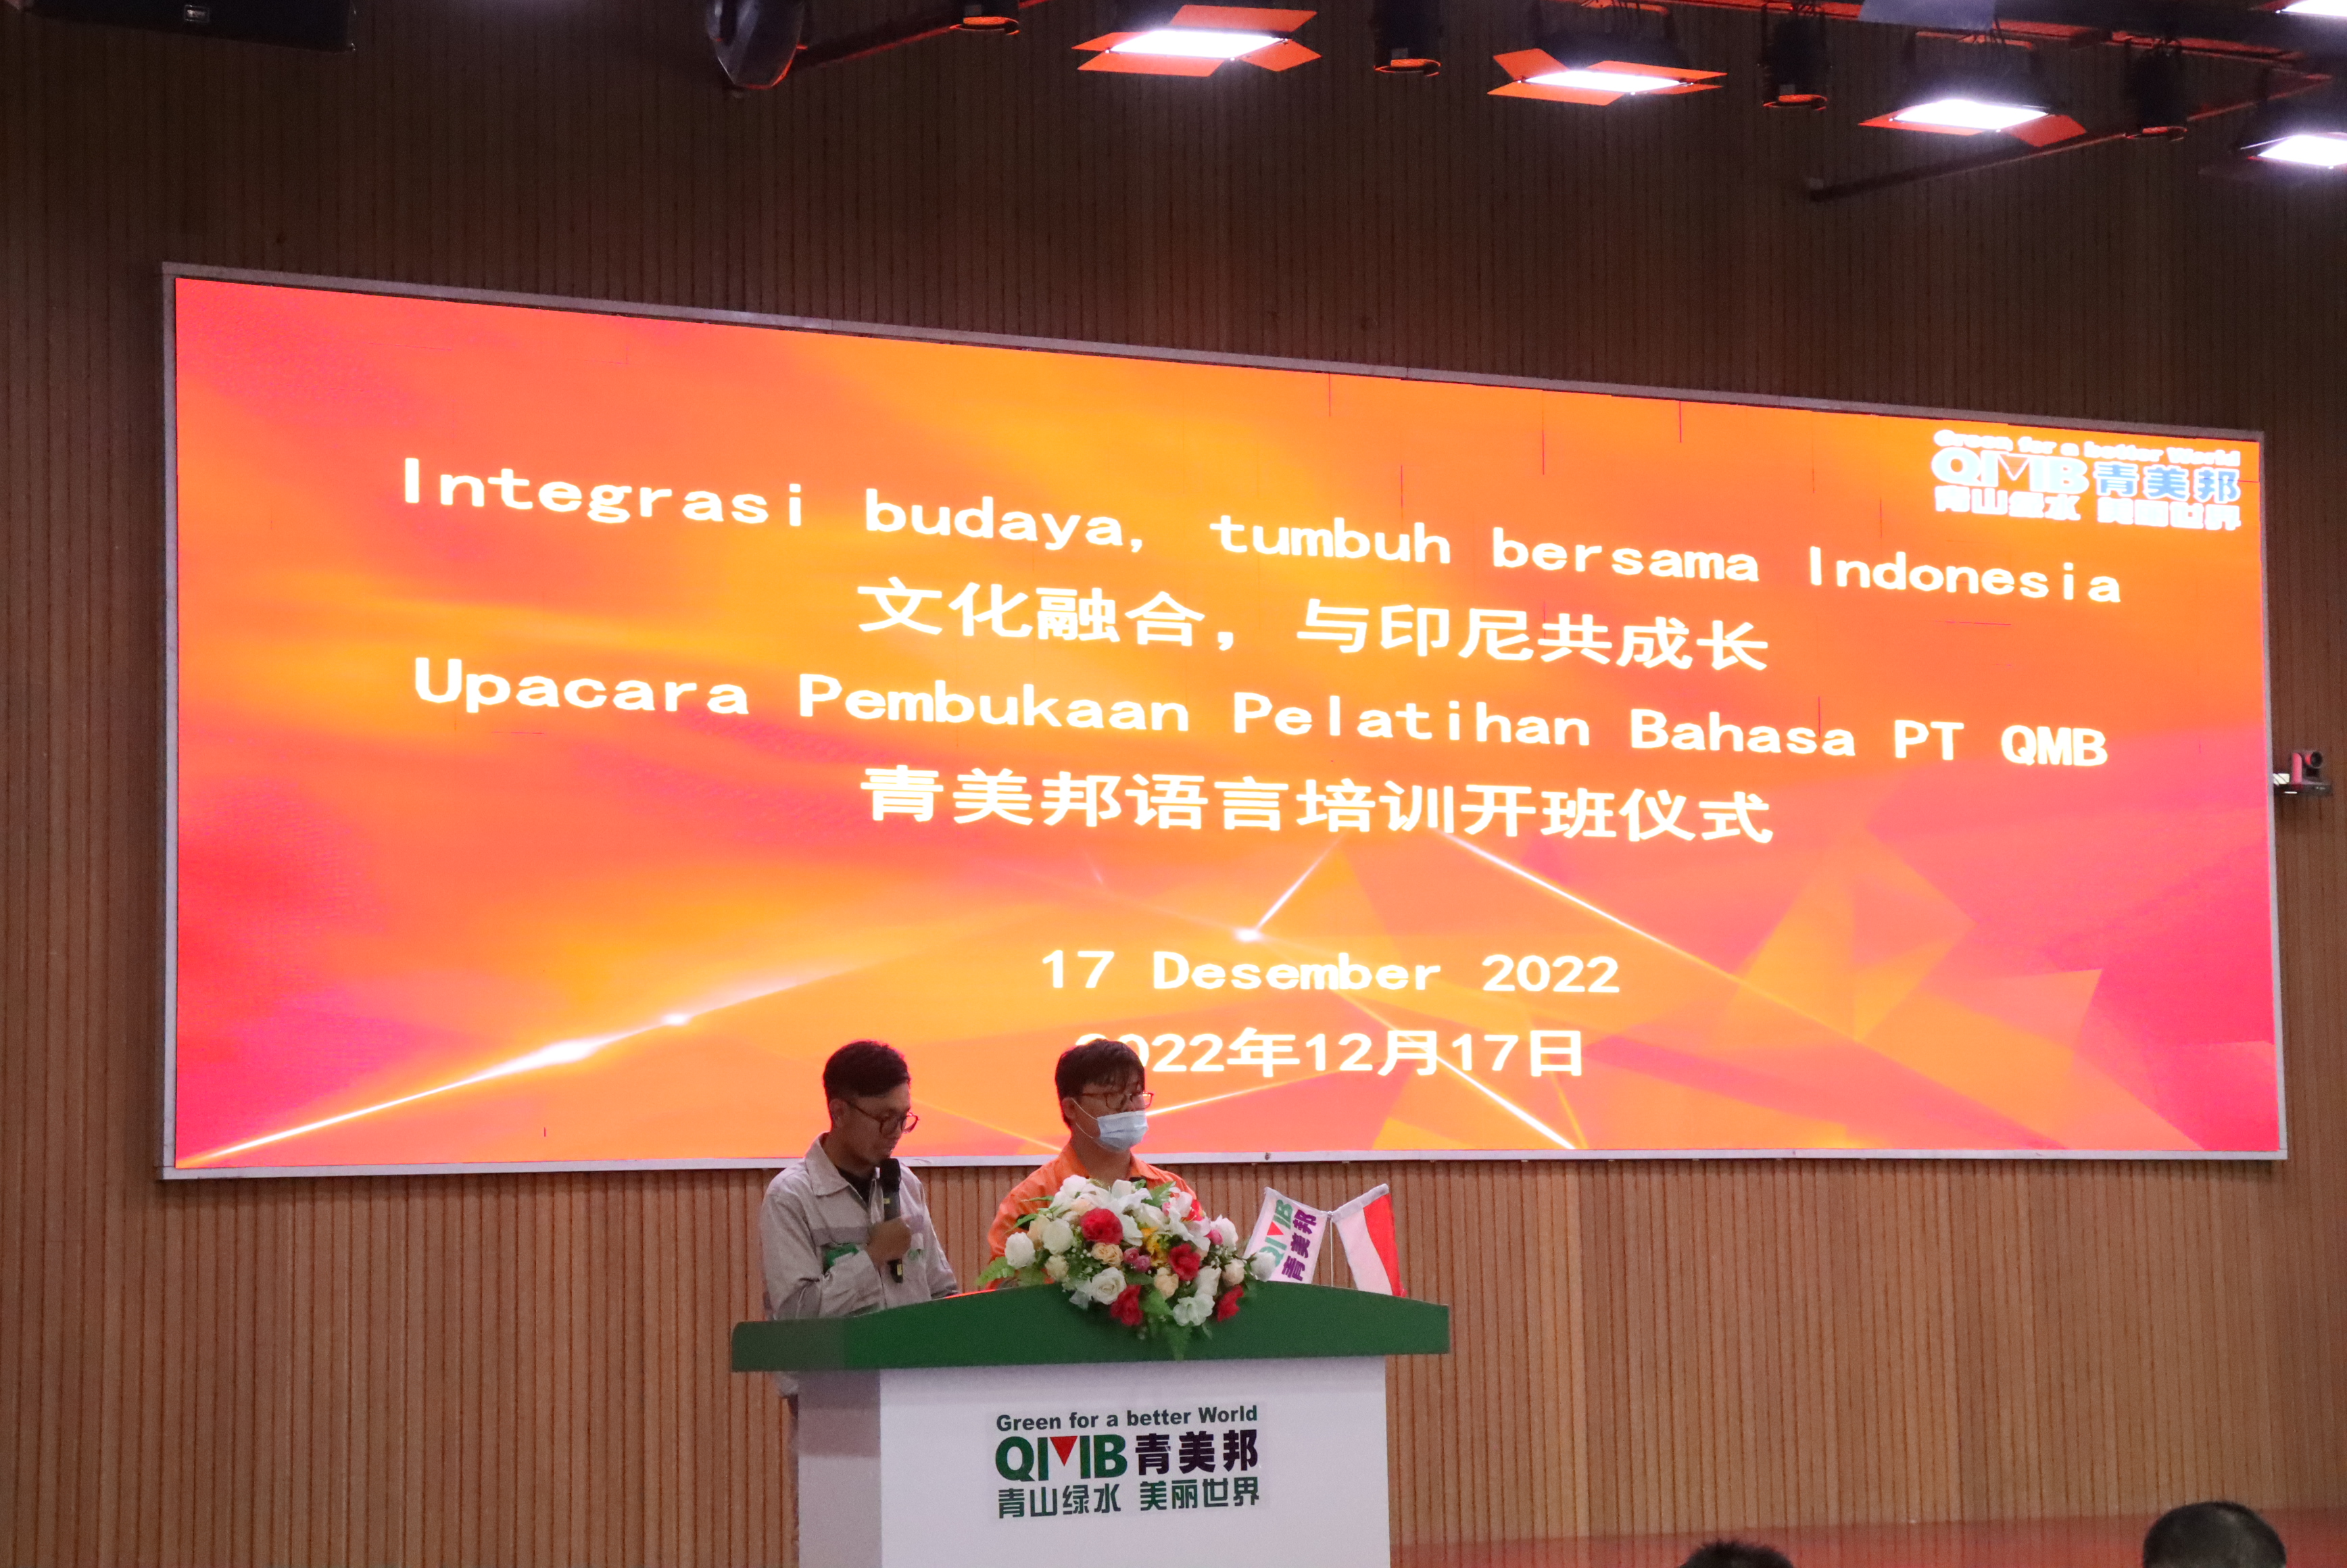 Green for a better World
QMB 青美邦
青山绿水 美丽世界
Integrasi budaya, tumbuh bersama Indonesia
文化融合，与印尼共成长
Upacara Pembukaan Pelatihan Bahasa PT QMB
青美邦语言培训开班仪式
17 Desember 2022
2022年12月17日
QMB
青美邦
Green for a better World
QMB 青美邦
青山绿水 美丽世界